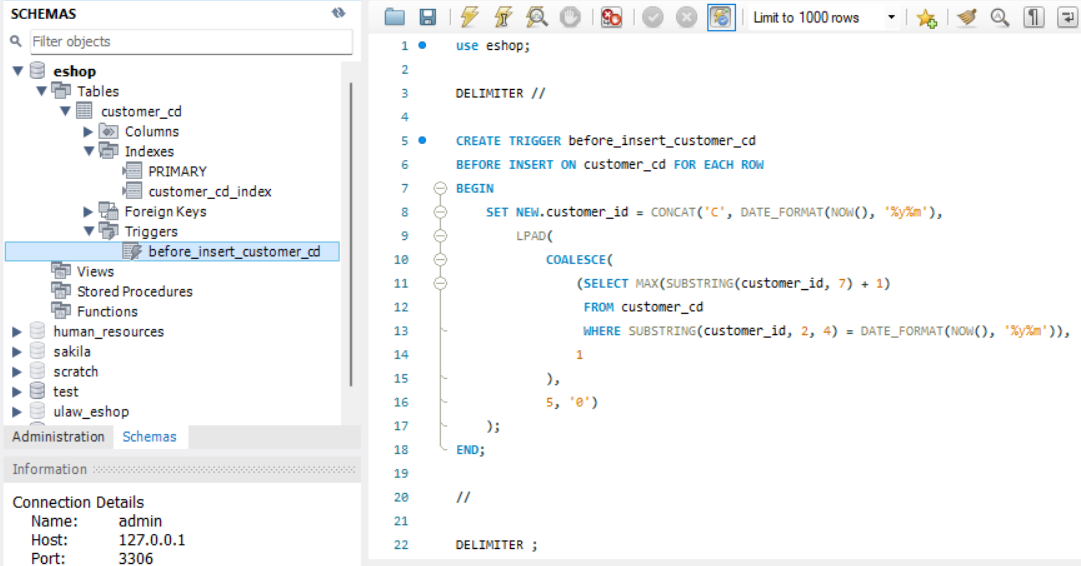 SCHEMAS
Filter objects
eshop
Tables
customer_cd
Columns
Indexes
PRIMARY
customer_cd_index
Foreign Keys
Triggers
before_insert_customer_cd
Views
Stored Procedures
Functions
human_resources
sakila
scratch
test
ulaw_eshop
Administration Schemas
Information
Connection Details
Name: admin
Host: 127.0.0.1
Port: 3306
Limit to 1000 rows
1 use eshop;
2
3 DELIMITER //
4
5 CREATE TRIGGER before_insert_customer_cd
6 BEFORE INSERT ON customer_cd FOR EACH ROW
7 BEGIN
8 SET NEW.customer_id = CONCAT('C', DATE_FORMAT(NOW(), '%y%m'),
9 LPAD(
10 COALESCE(
11 (SELECT MAX(SUBSTRING(customer_id, 7) + 1)
12 FROM customer_cd
13 WHERE SUBSTRING(customer_id, 2, 4) = DATE_FORMAT(NOW(), '%y%m')),
14 1
15 ),
16 5, '0')
17 );
18 END;
19
20 //
21
22 DELIMITER ;